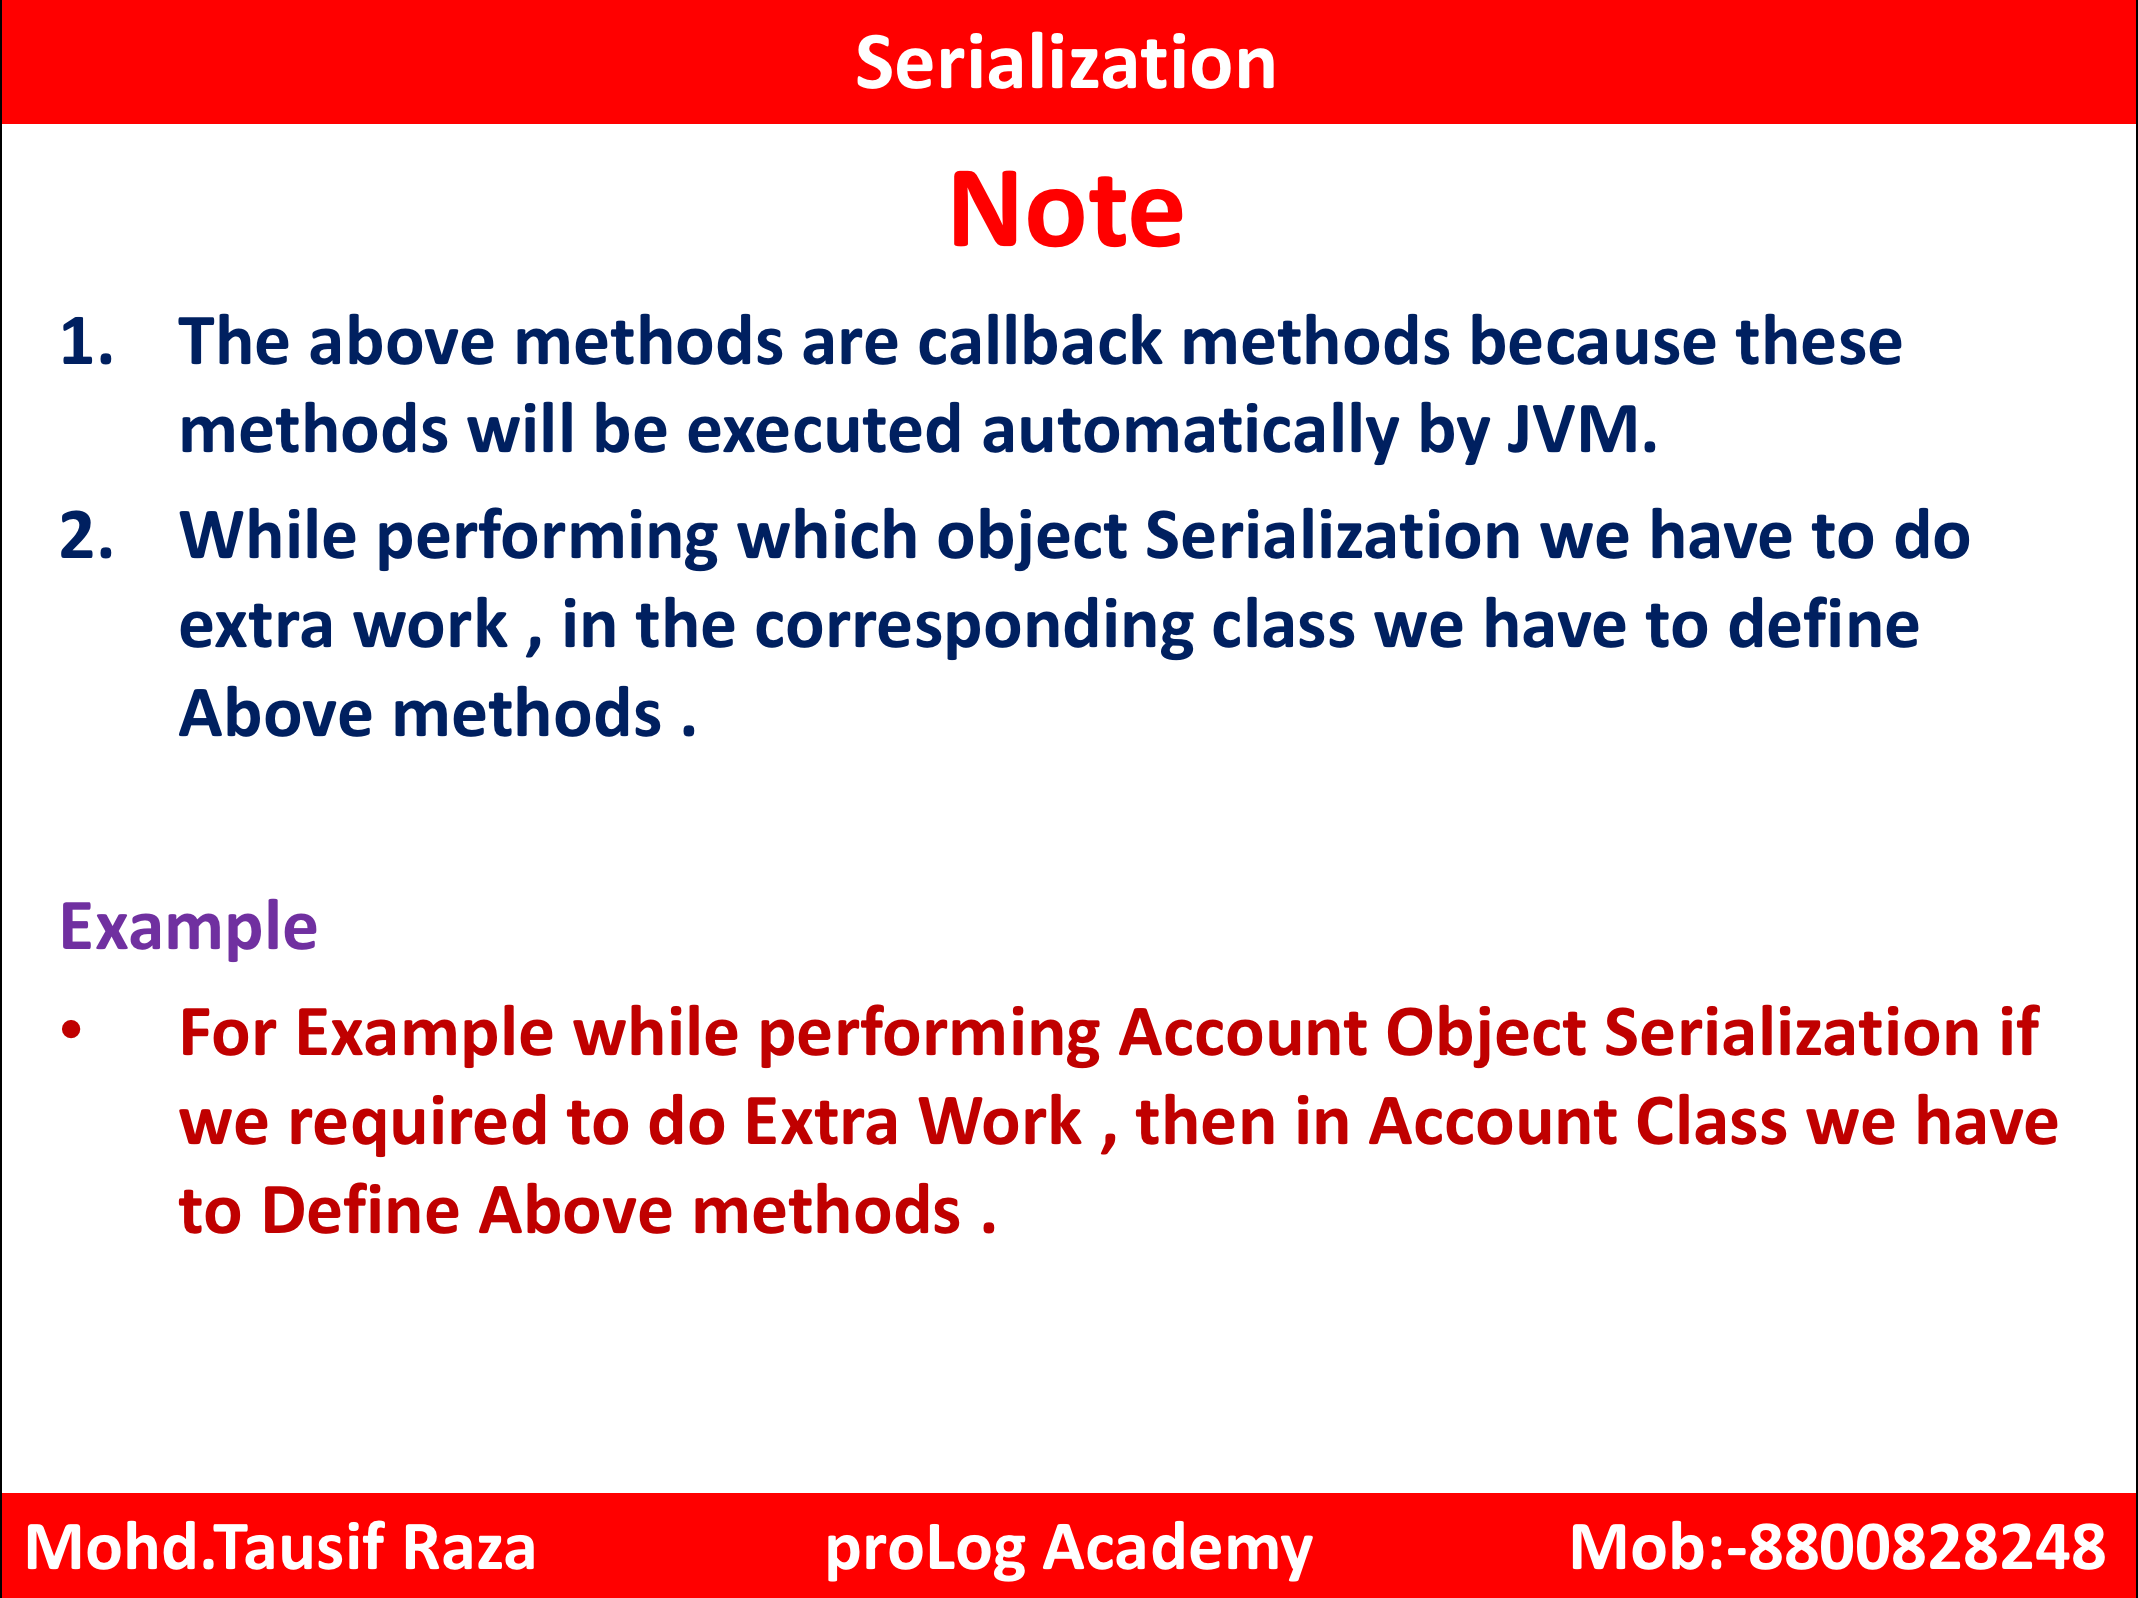 Serialization
Note
1. The above methods are callback methods because these
methods will be executed automatically by JVM.
2. While performing which object Serialization we have to do
extra work , in the corresponding class we have to define
Above methods .
Example
• For Example while performing Account Object Serialization if
we required to do Extra Work , then in Account Class we have
to Define Above methods .
Mohd.Tausif Raza proLog Academy Mob:-8800828248